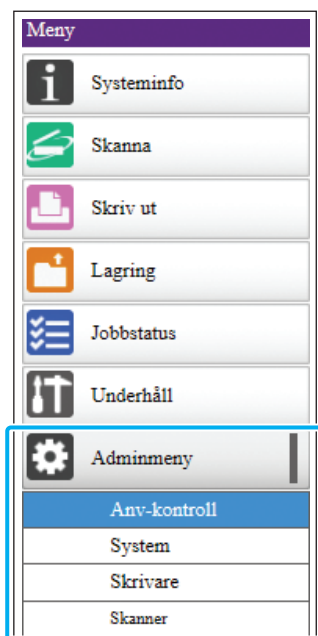 Meny
Systeminfo
Skanna
Skriv ut
Lagring
Jobbstatus
Underhåll
Adminmeny
Anv-kontroll
System
Skrivare
Skanner